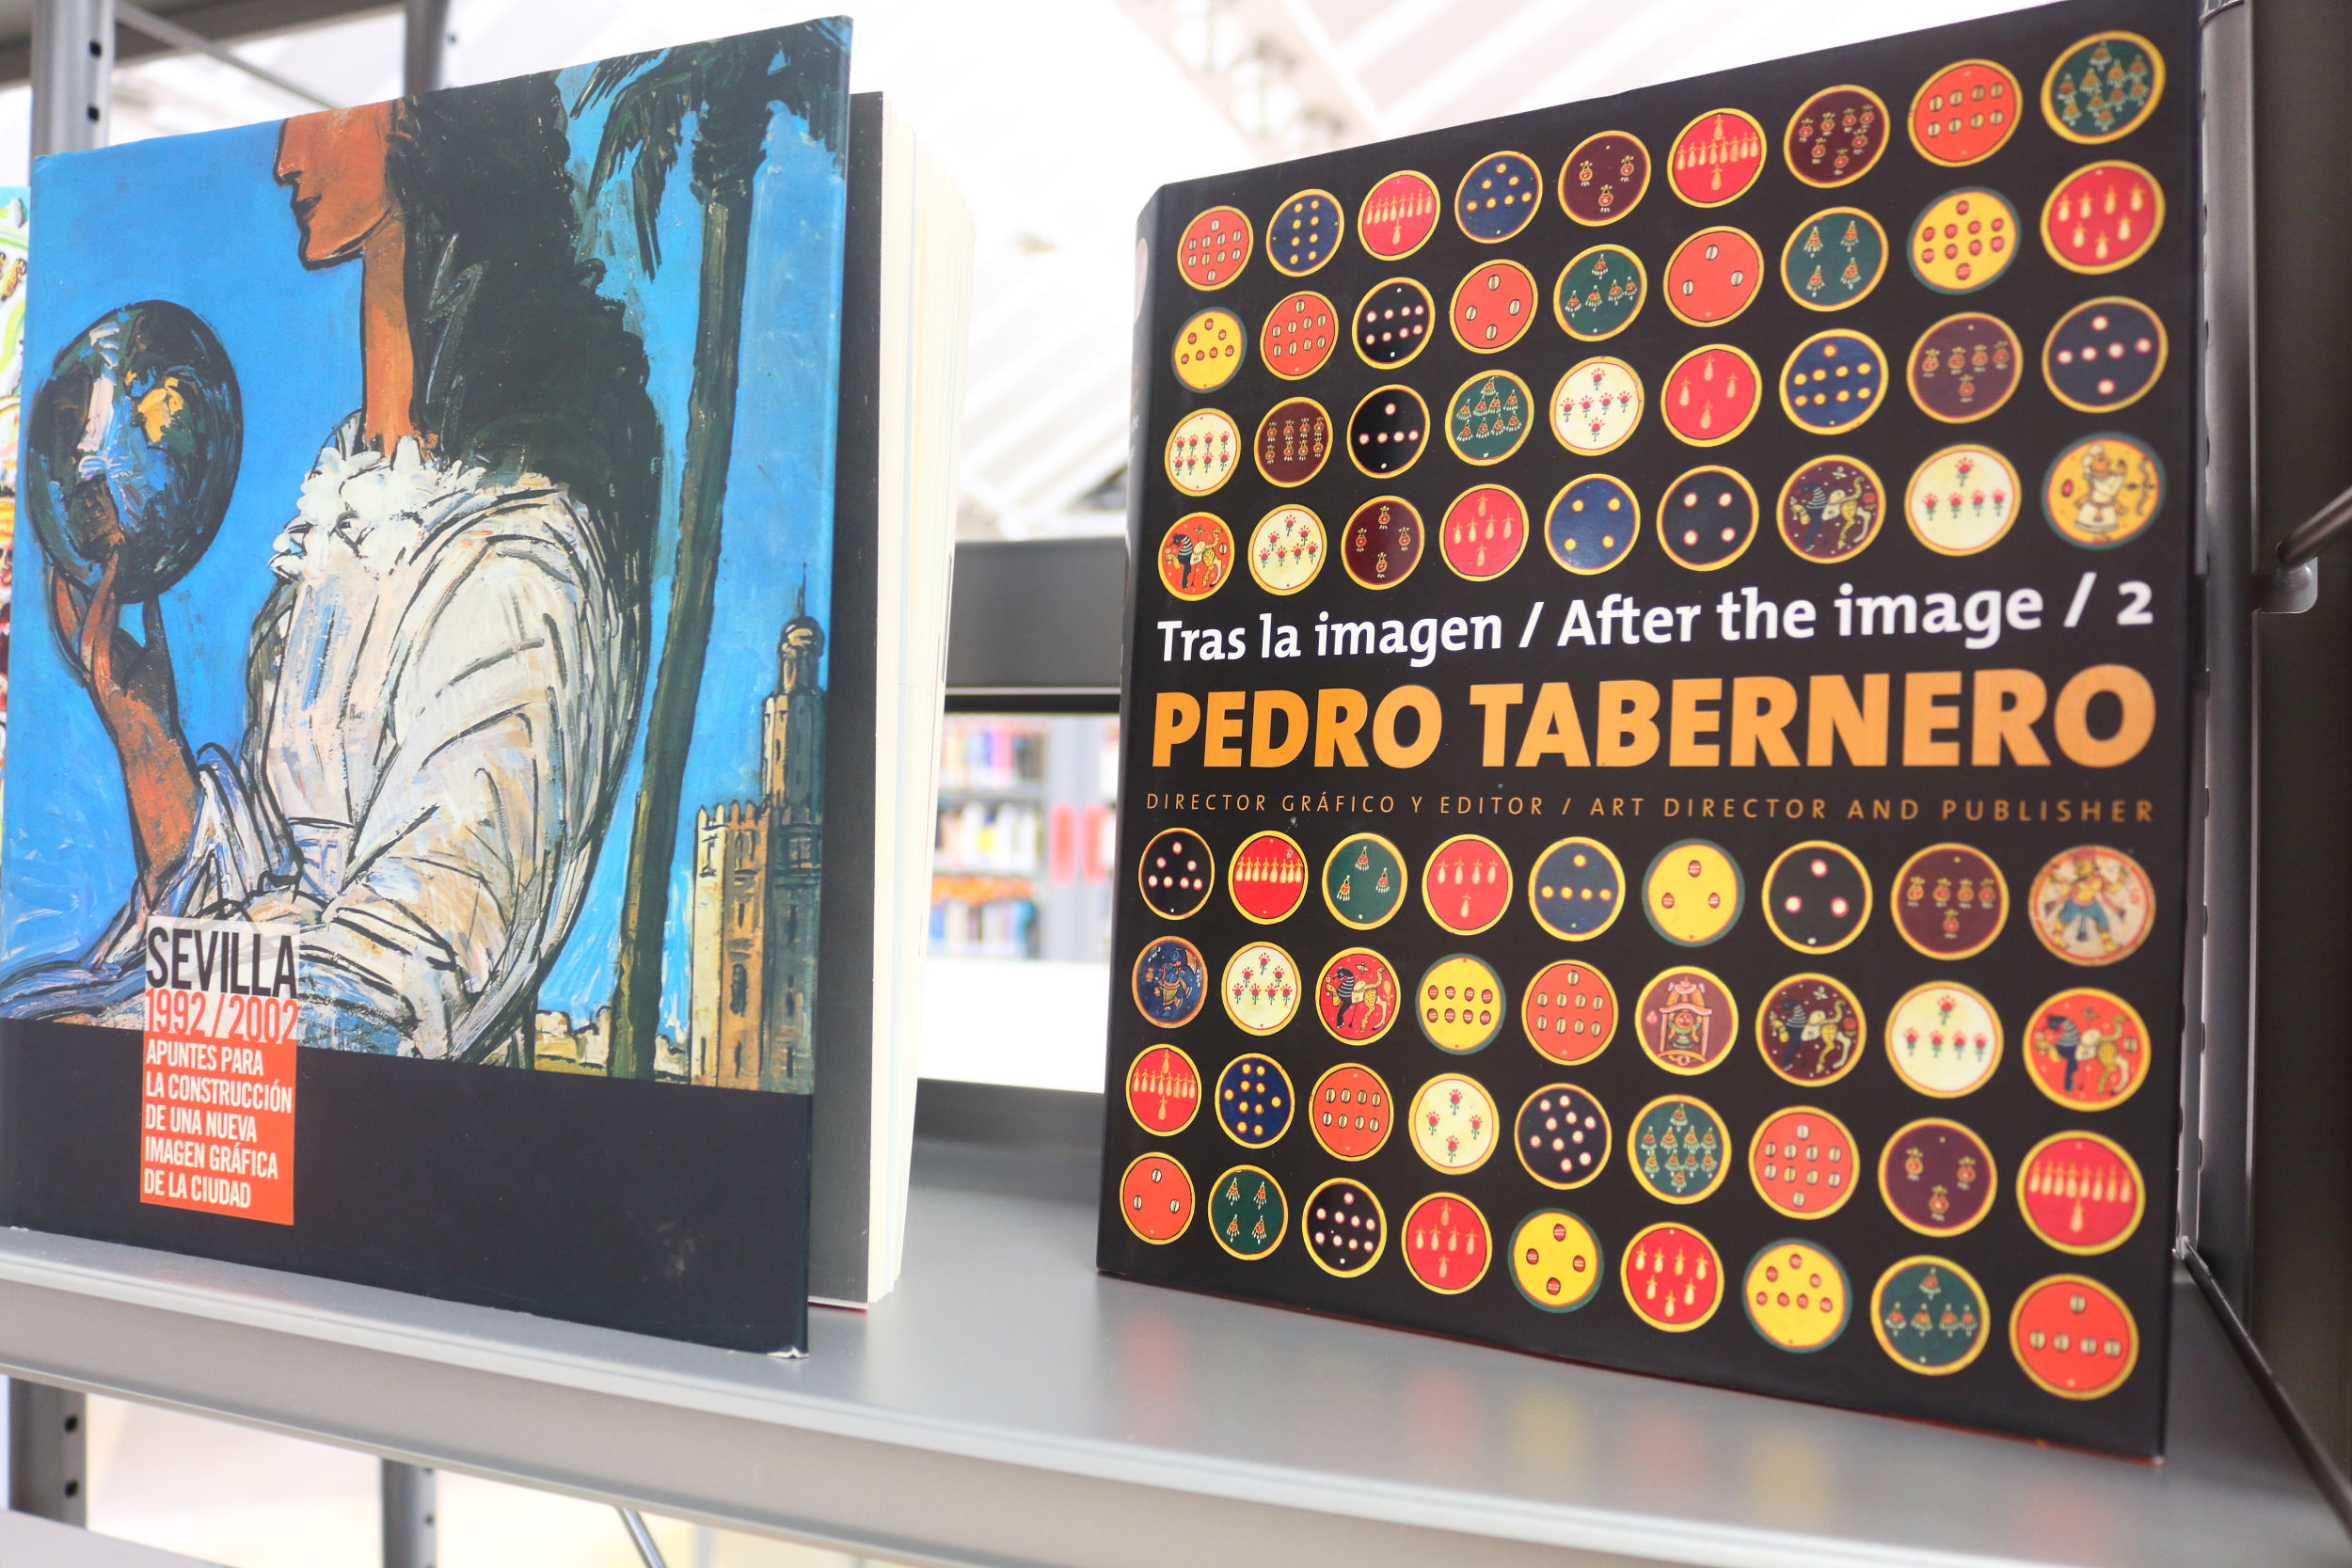 SEVILLA
1992/2002
APUNTES PARA
LA CONSTRUCCIÓN
DE UNA NUEVA
IMAGEN GRÁFICA
DE LA CIUDAD
Tras la imagen / After the image / 2
PEDRO TABERNERO
DIRECTOR GRÁFICO Y EDITOR / ART DIRECTOR AND PUBLISHER